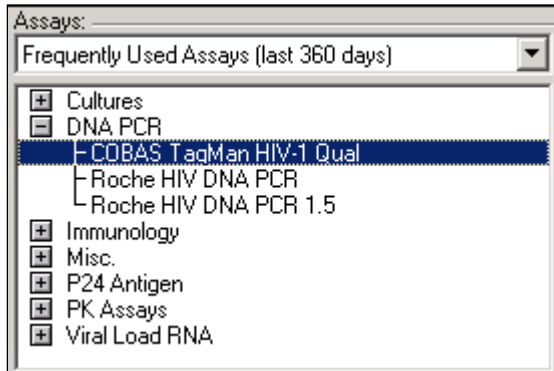 Assays:
Frequently Used Assays (last 360 days)
Cultures
DNA PCR
COBAS TaqMan HIV-1 Qual
Roche HIV DNA PCR
Roche HIV DNA PCR 1.5
Immunology
Misc.
P24 Antigen
PK Assays
Viral Load RNA